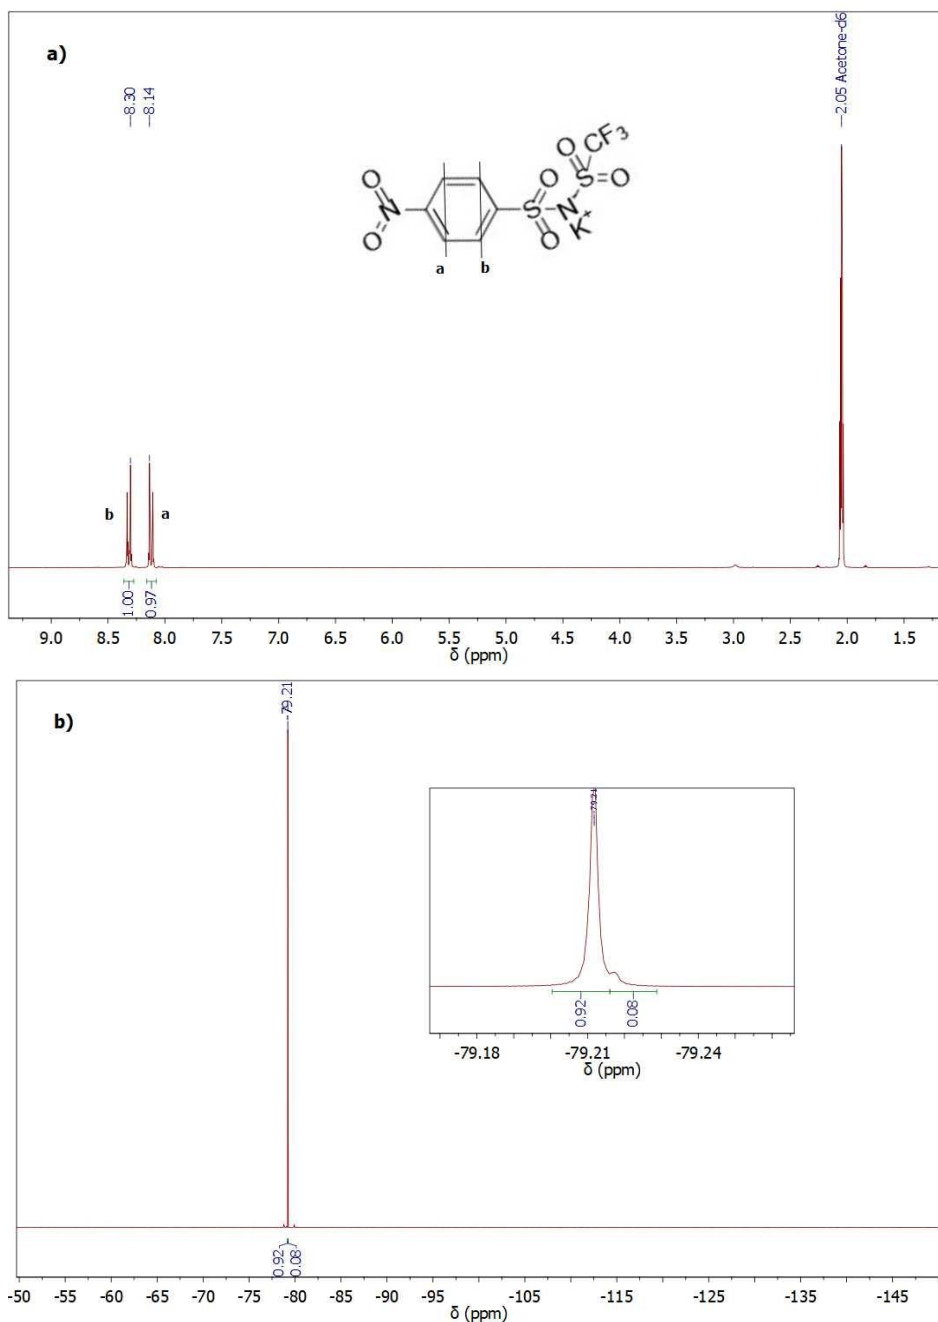 a)
8.30
8.14
2.05 Acetone-d6
O
O
N
S
O
O
N
K+
S
O
O
CF3
a
b
b
a
1.00
0.97
9.0 8.5 8.0 7.5 7.0 6.5 6.0 5.5 5.0 4.5 4.0 3.5 3.0 2.5 2.0 1.5
δ (ppm)
b)
-79.21
-79.21
0.92
0.08
-79.18 -79.21 -79.24
δ (ppm)
0.92
0.08
-50 -55 -60 -65 -70 -75 -80 -85 -90 -95 -105 -115 -125 -135 -145
δ (ppm)